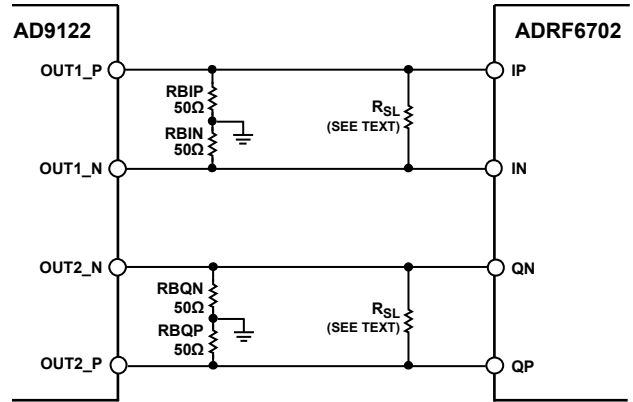 AD9122
ADRF6702
OUT1_P
IP
RBIP
50Ω
RBIN
50Ω
RSL
(SEE TEXT)
OUT1_N
IN
OUT2_N
QN
RBQN
50Ω
RBQP
50Ω
RSL
(SEE TEXT)
OUT2_P
QP